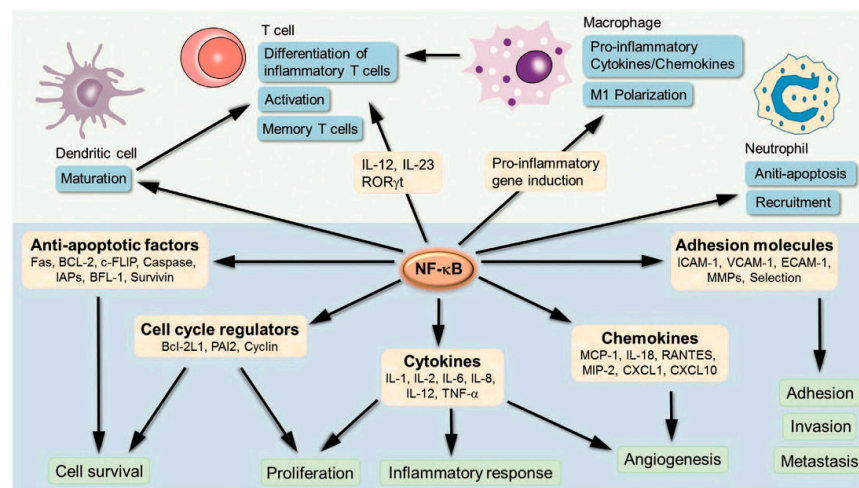 T cell
Differentiation of
inflammatory T cells
Activation
Memory T cells
Macrophage
Pro-inflammatory
Cytokines/Chemokines
M1 Polarization
Dendritic cell
Maturation
IL-12, IL-23
RORγt
Pro-inflammatory
gene induction
Neutrophil
Aniti-apoptosis
Recruitment
Anti-apoptotic factors
Fas, BCL-2, c-FLIP, Caspase,
IAPs, BFL-1, Survivin
NF-κB
Adhesion molecules
ICAM-1, VCAM-1, ECAM-1,
MMPs, Selection
Cell cycle regulators
Bcl-2L1, PAI2, Cyclin
Cytokines
IL-1, IL-2, IL-6, IL-8,
IL-12, TNF-α
Chemokines
MCP-1, IL-18, RANTES,
MIP-2, CXCL1, CXCL10
Adhesion
Invasion
Metastasis
Cell survival
Proliferation
Inflammatory response
Angiogenesis